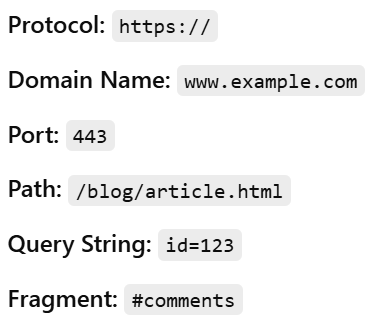 Protocol: https://
Domain Name: www.example.com
Port: 443
Path: /blog/article.html
Query String: id=123
Fragment: #comments